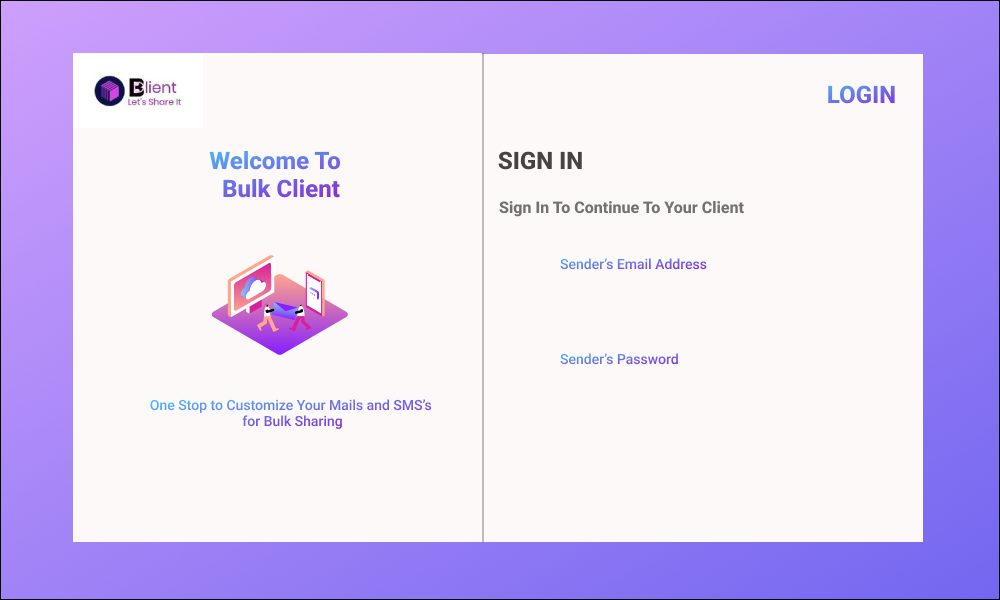 Blient
Let's Share It
Welcome To
Bulk Client
One Stop to Customize Your Mails and SMS's
for Bulk Sharing
LOGIN
SIGN IN
Sign In To Continue To Your Client
Sender's Email Address
Sender's Password